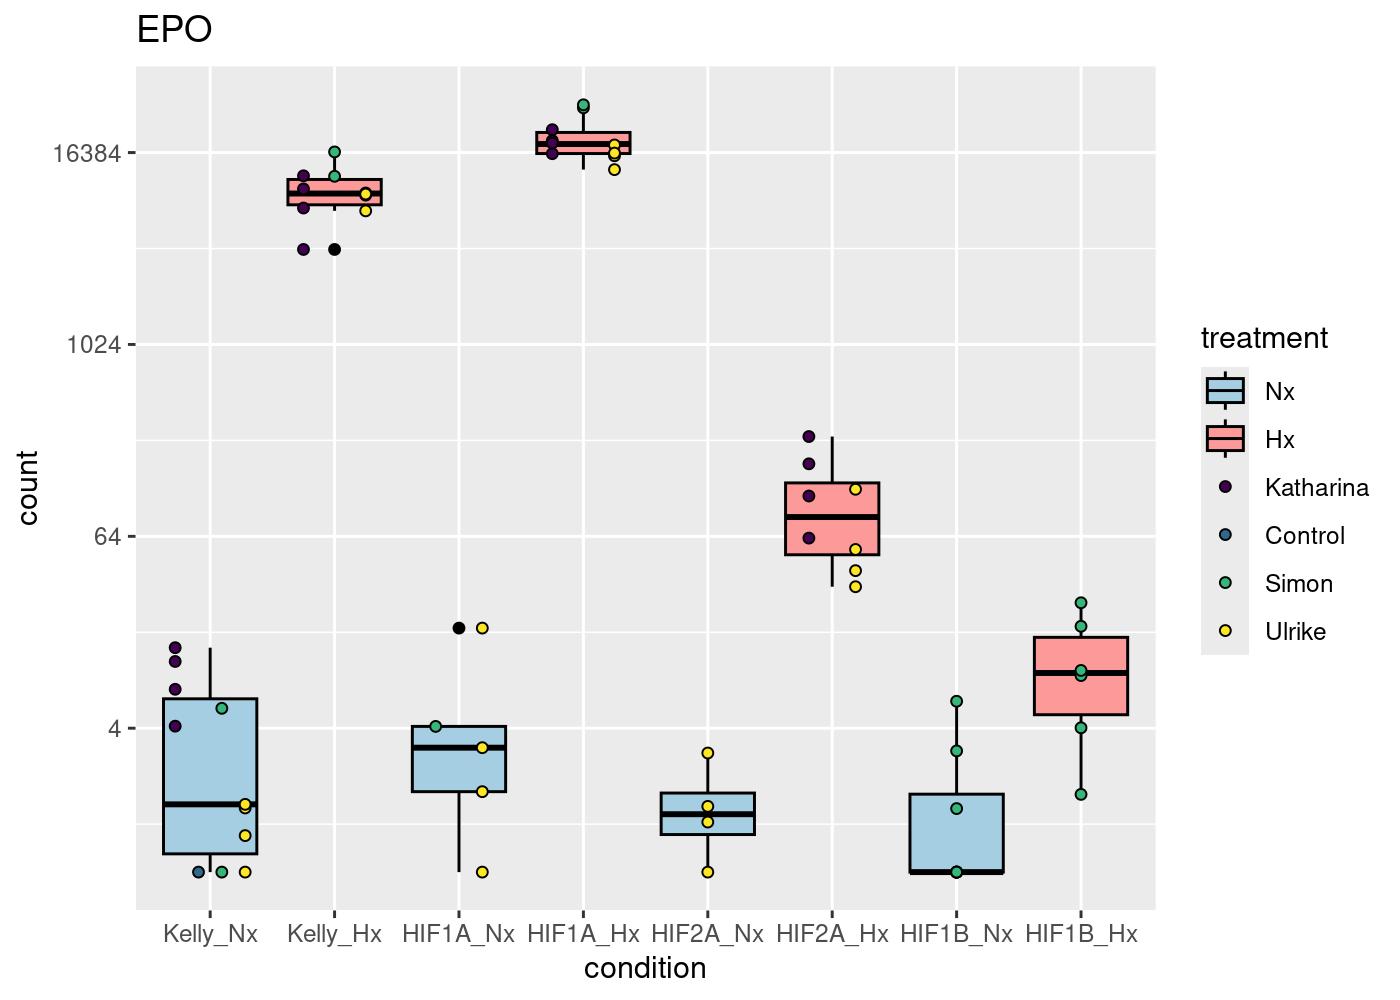 EPO
16384
1024
64
4
count
Kelly_Nx Kelly_Hx HIF1A_Nx HIF1A_Hx HIF2A_Nx HIF2A_Hx HIF1B_Nx HIF1B_Hx
condition
treatment
Nx
Hx
Katharina
Control
Simon
Ulrike